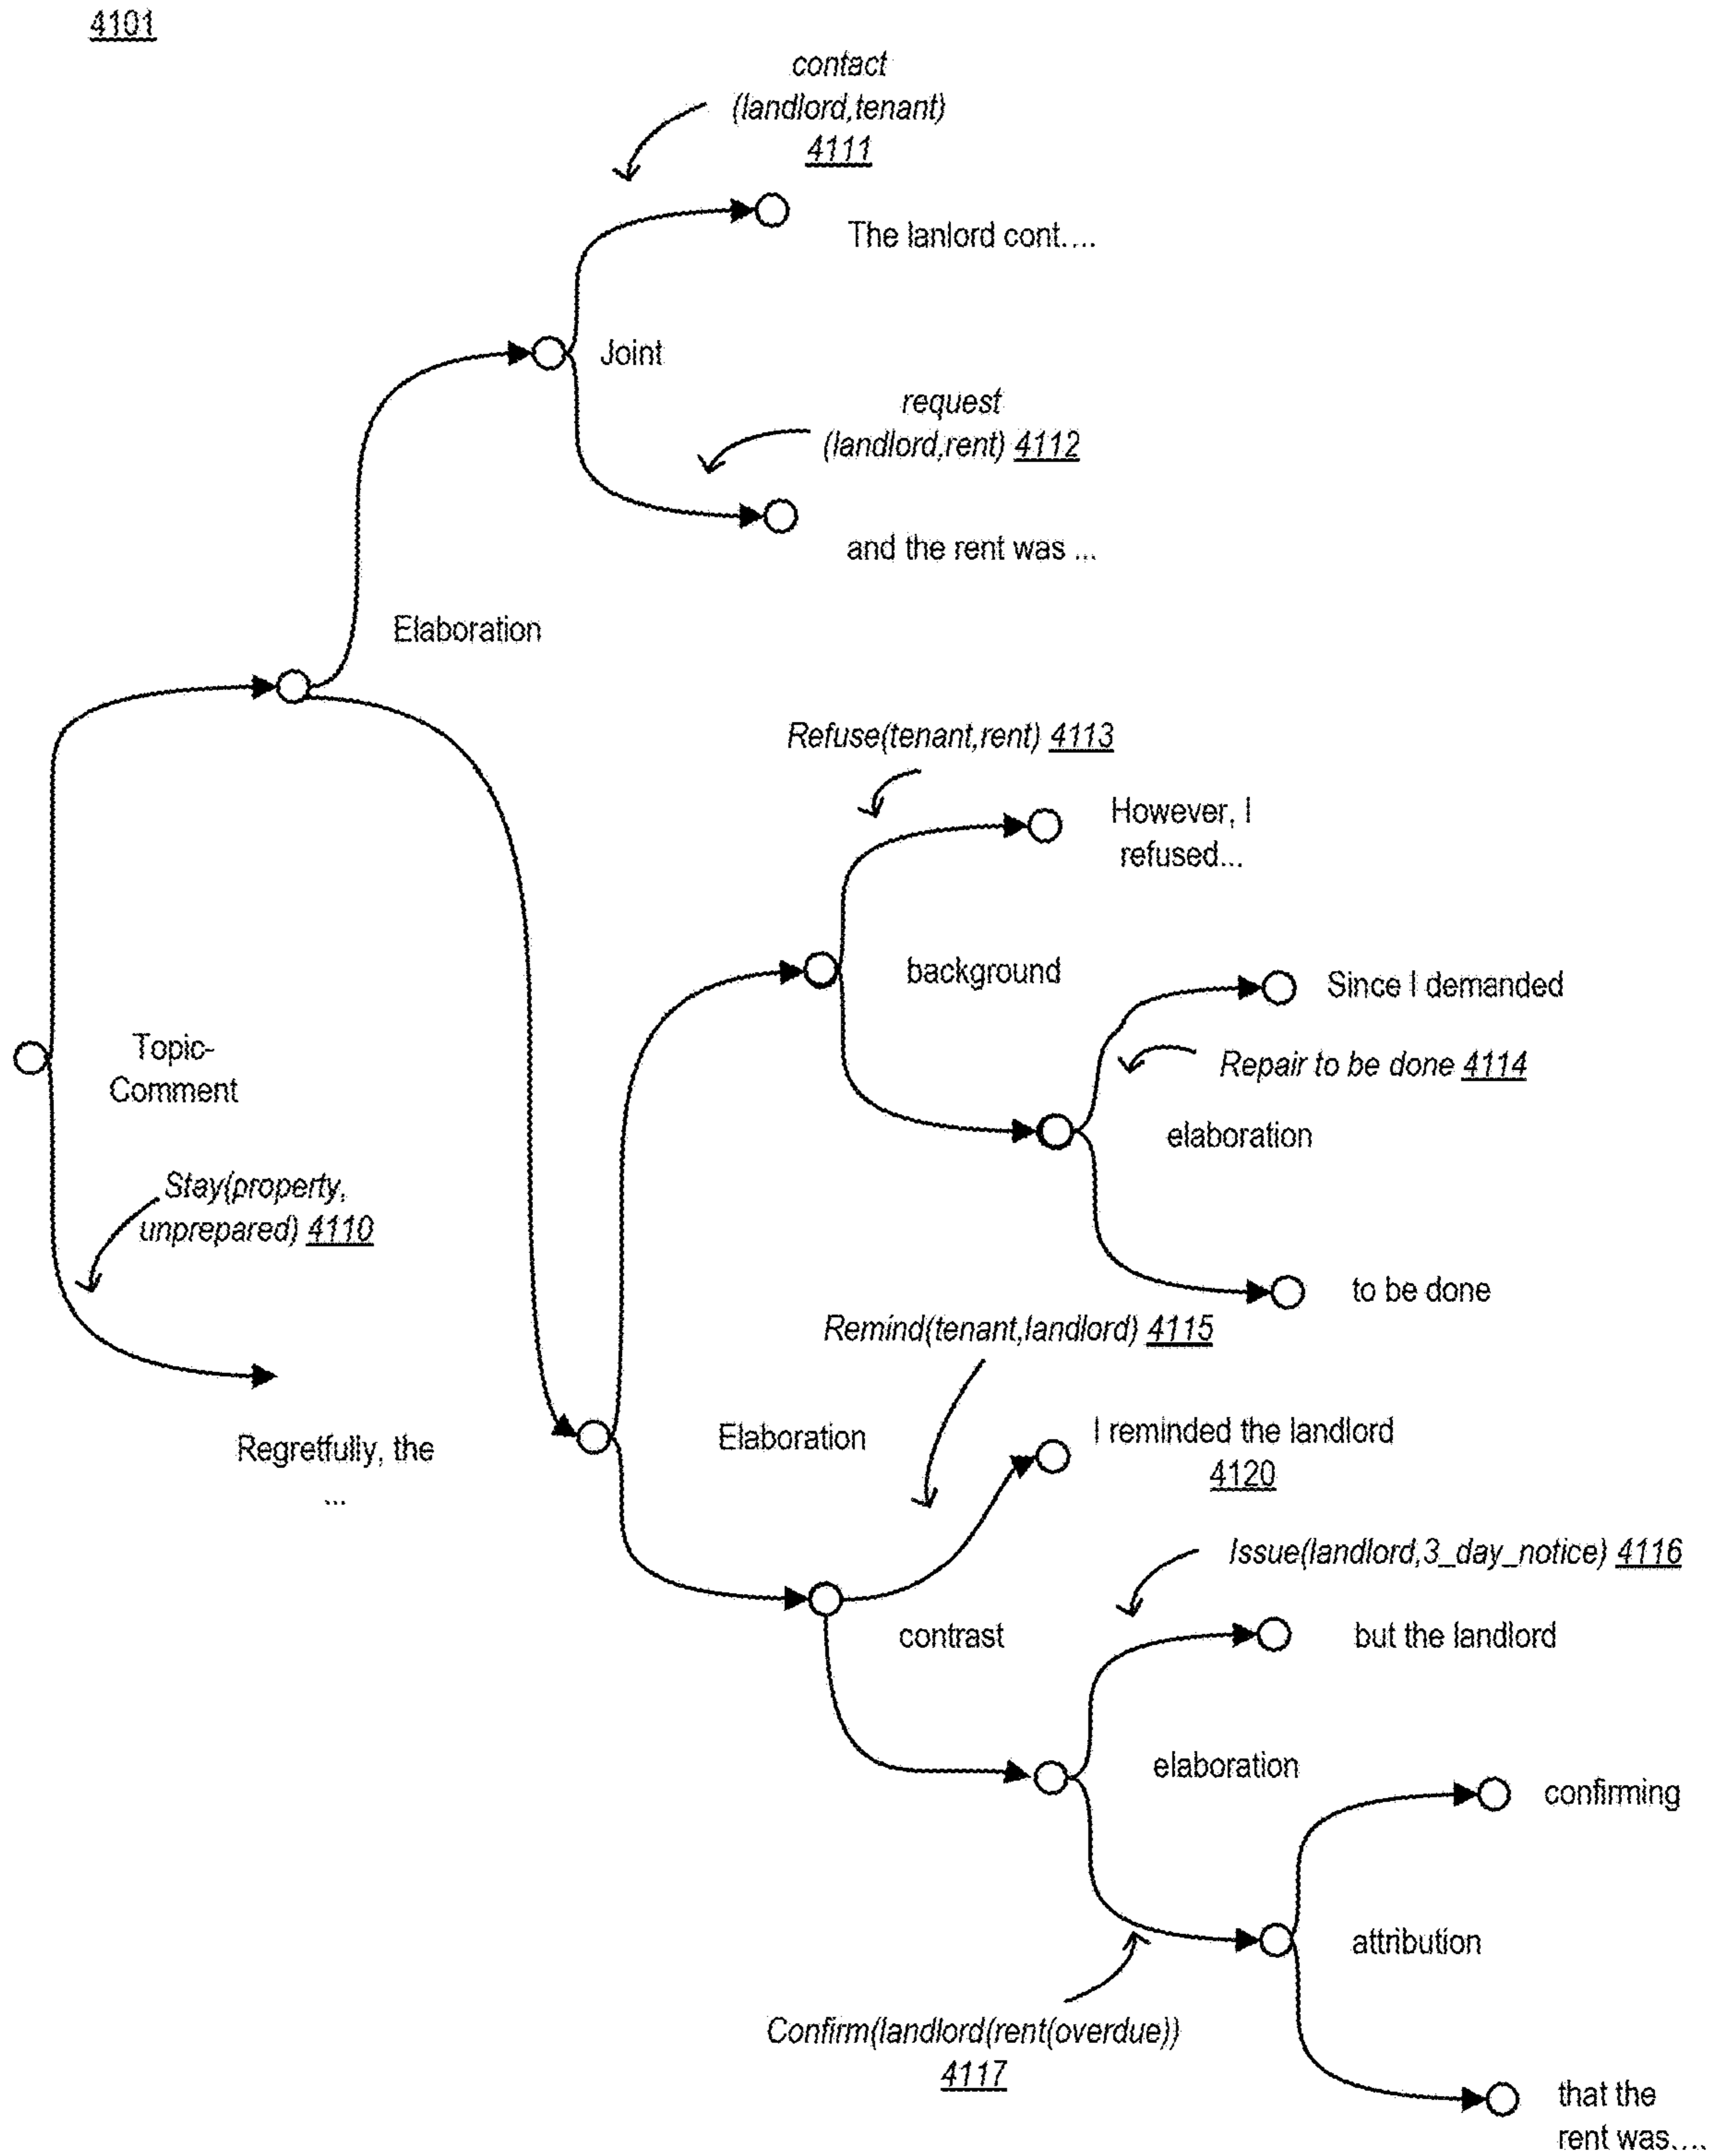 4101
contact
(landlord,tenant)
4111
The lanlord cont....
Joint
request
(landlord,rent) 4112
and the rent was ...
Elaboration
Refuse(tenant,rent) 4113
However, I
refused...
background
Since I demanded
Topic-
Comment
Repair to be done 4114
elaboration
Stay(property,
unprepared) 4110
to be done
Remind(tenant,landlord) 4115
Regretfully, the
...
Elaboration
I reminded the landlord
4120
Issue(landlord,3_day_notice) 4116
contrast
but the landlord
elaboration
confirming
attribution
Confirm(landlord(rent(overdue))
4117
that the
rent was....